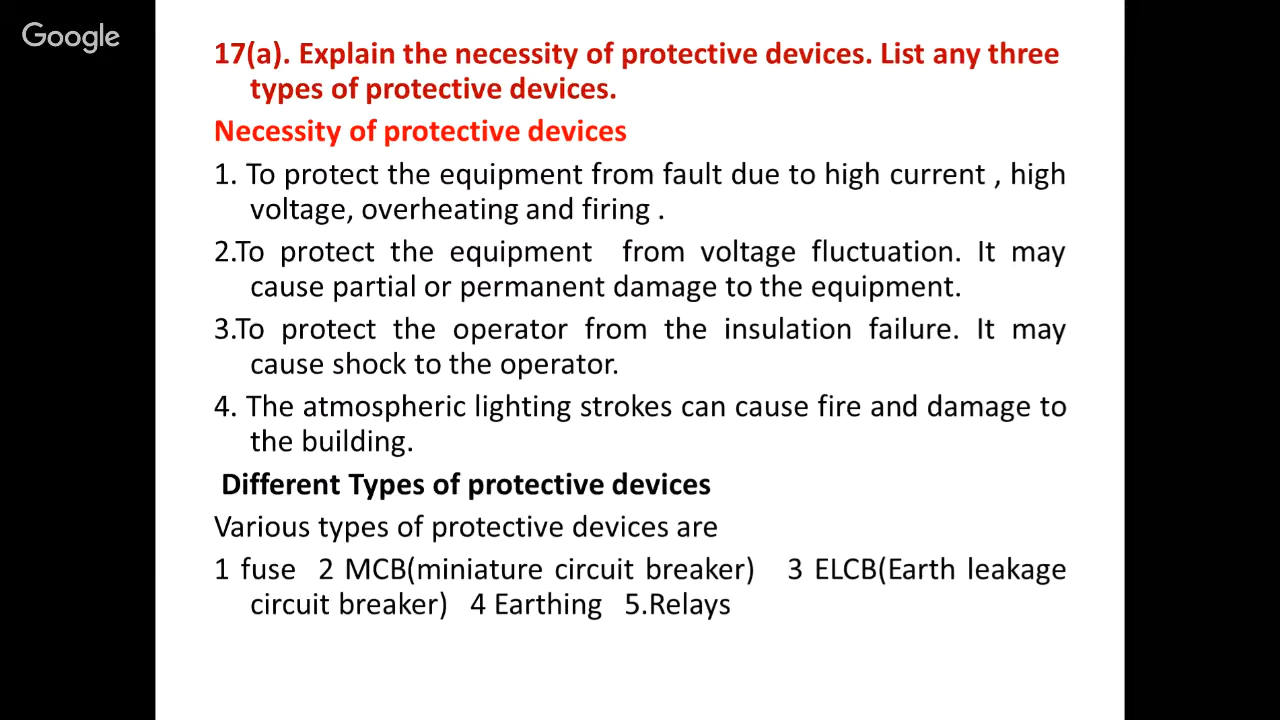 Google
17(a). Explain the necessity of protective devices. List any three
types of protective devices.
Necessity of protective devices
1. To protect the equipment from fault due to high current , high
voltage, overheating and firing .
2.To protect the equipment from voltage fluctuation. It may
cause partial or permanent damage to the equipment.
3.To protect the operator from the insulation failure. It may
cause shock to the operator.
4. The atmospheric lighting strokes can cause fire and damage to
the building.
Different Types of protective devices
Various types of protective devices are
1 fuse 2 MCB(miniature circuit breaker) 3 ELCB(Earth leakage
circuit breaker) 4 Earthing 5.Relays